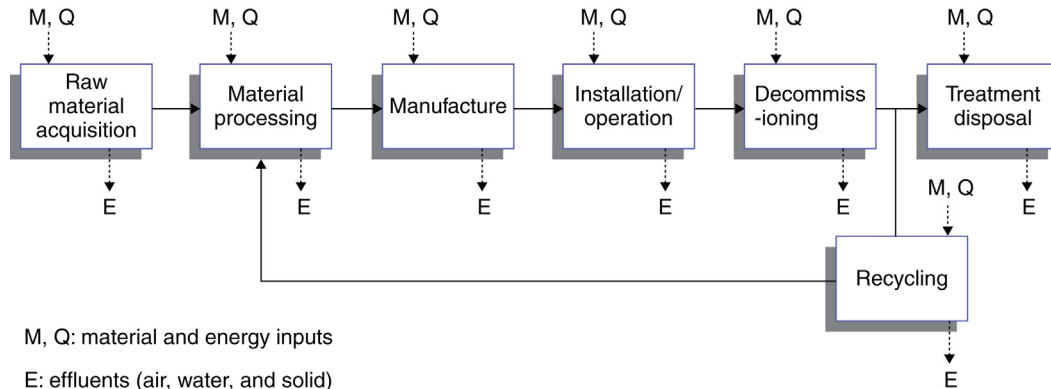 M, Q
M, Q
M, Q
M, Q
M, Q
M, Q
Raw
material
acquisition
Material
processing
Manufacture
Installation/
operation
Decommiss
-ioning
Treatment
disposal
E
E
E
E
E
E
M, Q
Recycling
E
M, Q: material and energy inputs
E: effluents (air, water, and solid)